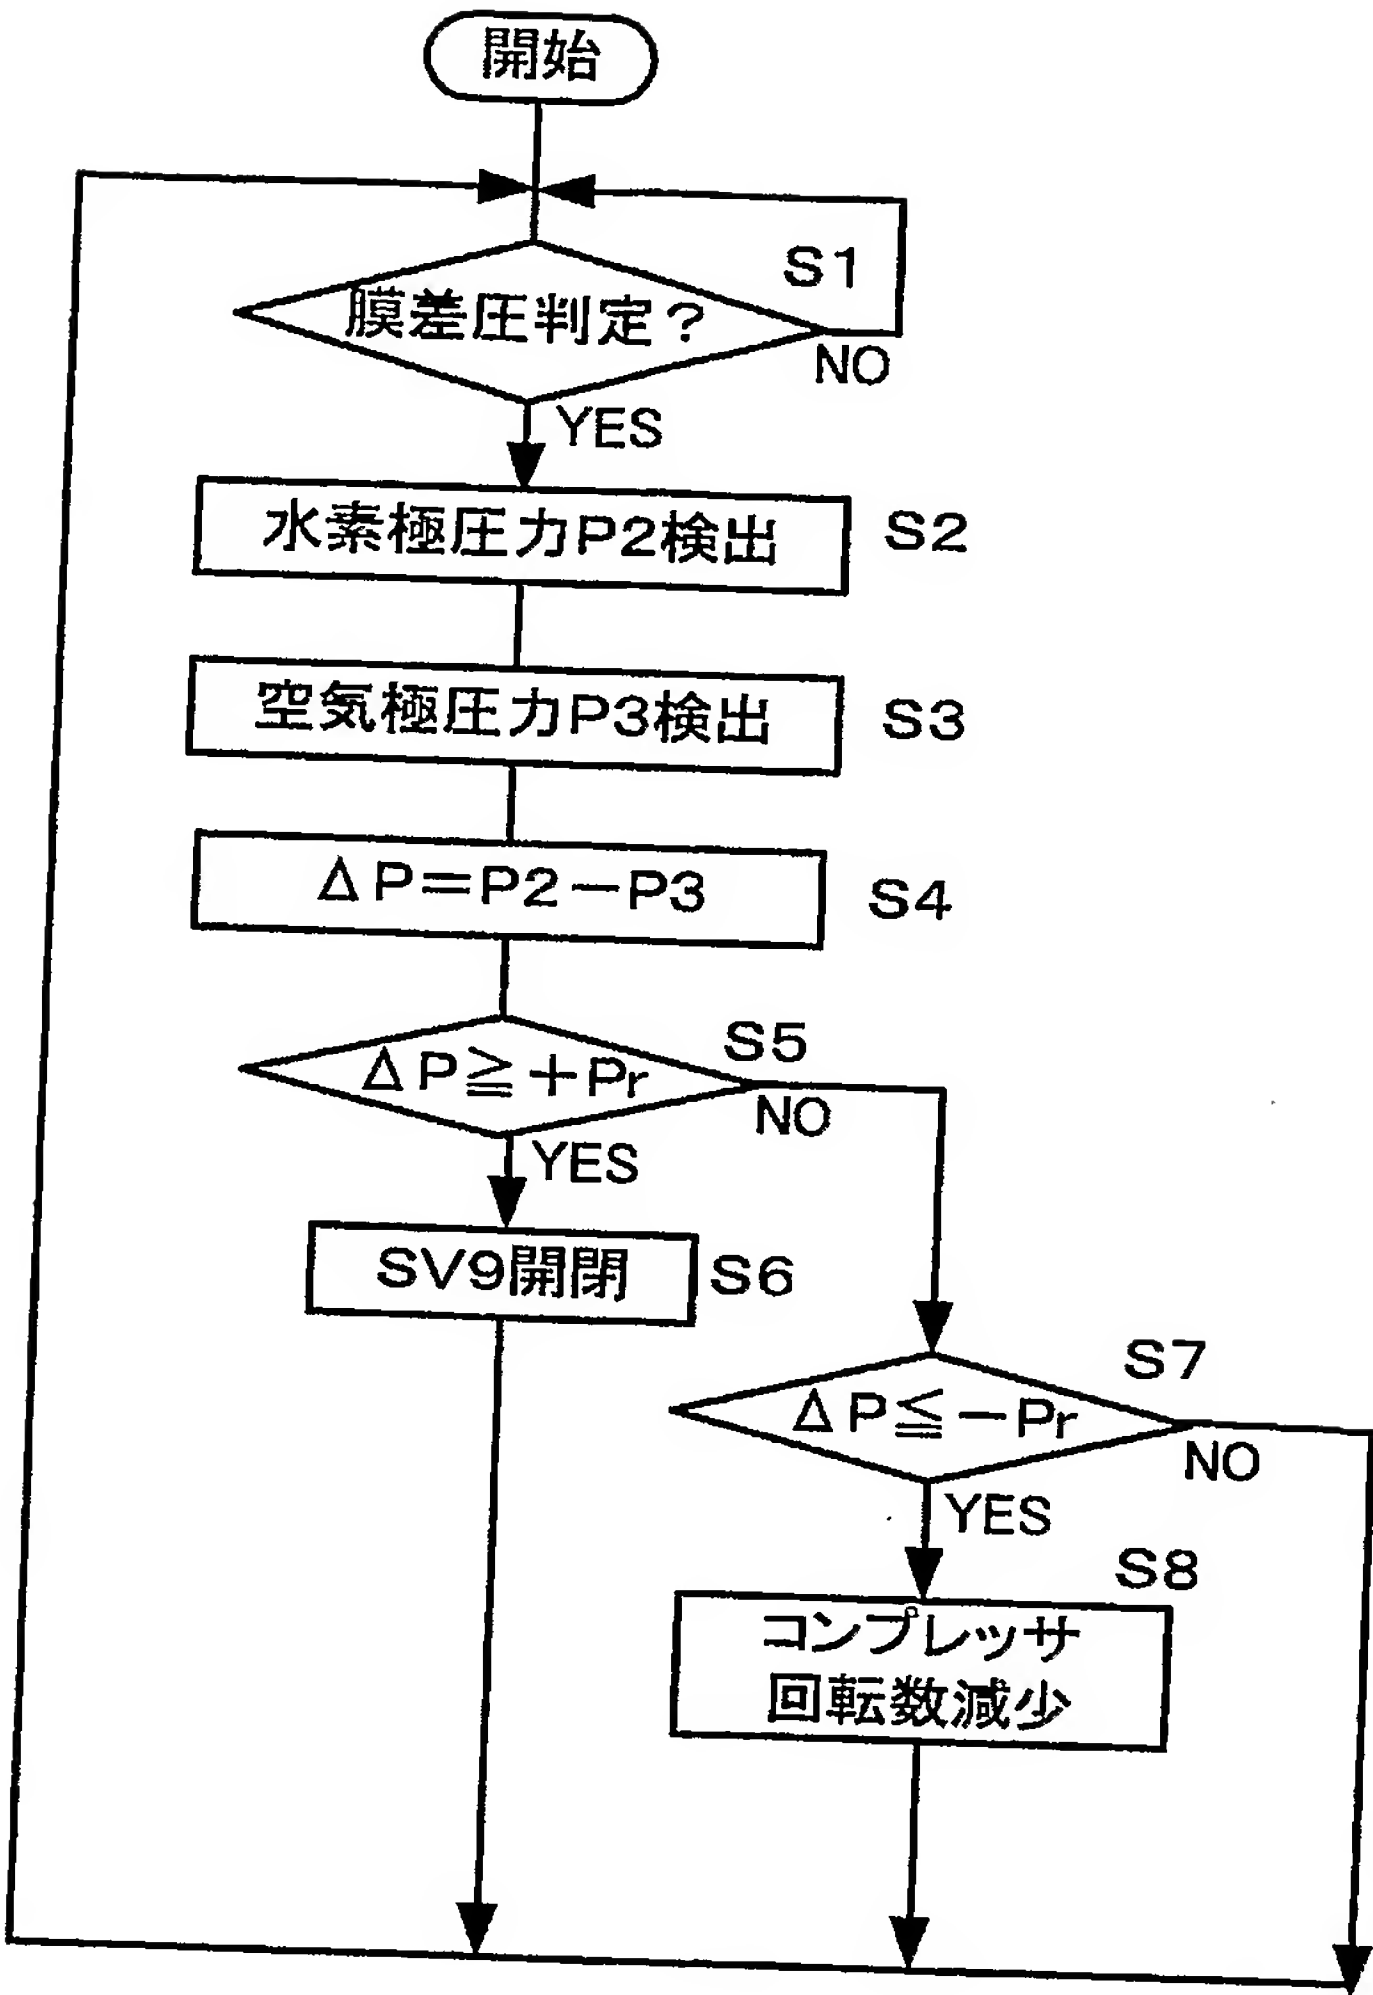 開始
S1
膜差圧判定?
NO
YES
水素極圧力P2検出
S2
空気極圧力P3検出
S3
ΔP=P2-P3
S4
ΔP≧+Pr
S5
NO
YES
SV9開閉
S6
S7
ΔP≦-Pr
NO
YES
S8
コンプレッサ
回転数減少